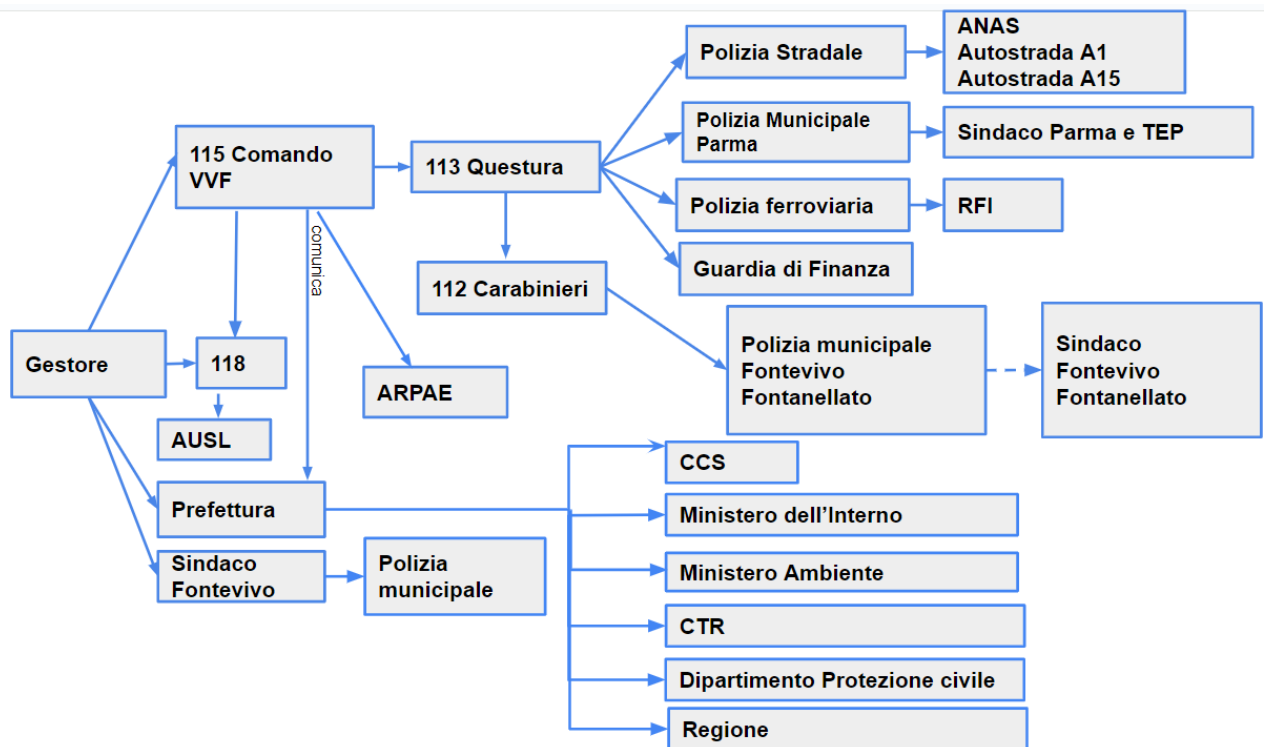 ANAS
Autostrada A1
Autostrada A15
Polizia Stradale
Polizia Municipale
Parma
Sindaco Parma e TEP
115 Comando
VVF
113 Questura
Polizia ferroviaria
RFI
Guardia di Finanza
comunica
112 Carabinieri
Polizia municipale
Fontevivo
Fontanellato
Sindaco
Fontevivo
Fontanellato
Gestore
118
ARPAE
AUSL
CCS
Prefettura
Ministero dell’Interno
Sindaco
Fontevivo
Polizia
municipale
Ministero Ambiente
CTR
Dipartimento Protezione civile
Regione